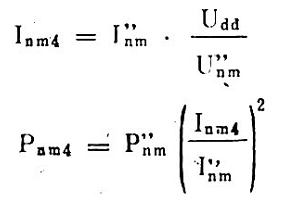 I_nm4 = I''_nm · U_dd / U''_nm
P_nm4 = P''_nm (I_nm4 / I''_nm)^2